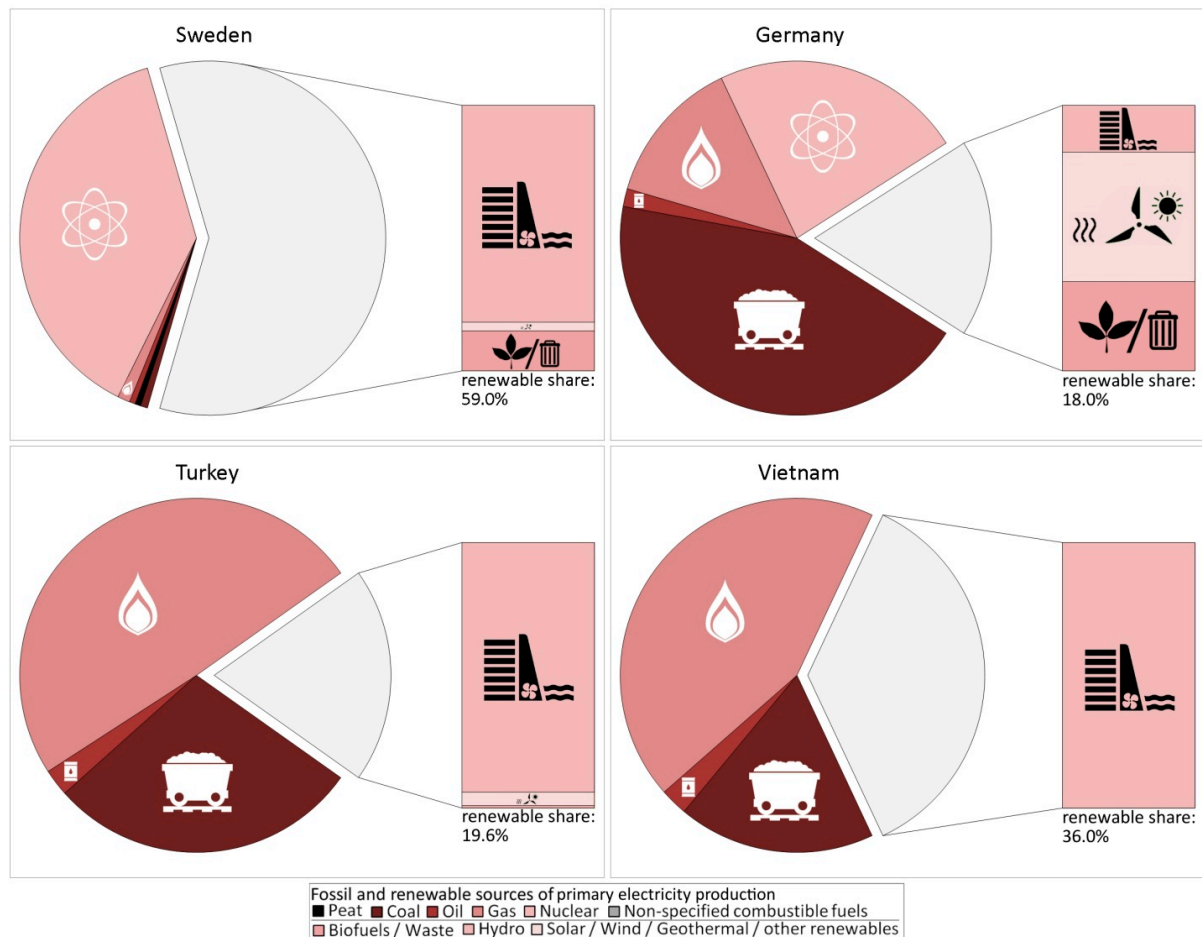 Sweden
renewable share:
59.0%
Germany
renewable share:
18.0%
Turkey
renewable share:
19.6%
Vietnam
renewable share:
36.0%
Fossil and renewable sources of primary electricity production
Peat Coal Oil Gas Nuclear Non-specified combustible fuels
Biofuels / Waste Hydro Solar / Wind / Geothermal / other renewables